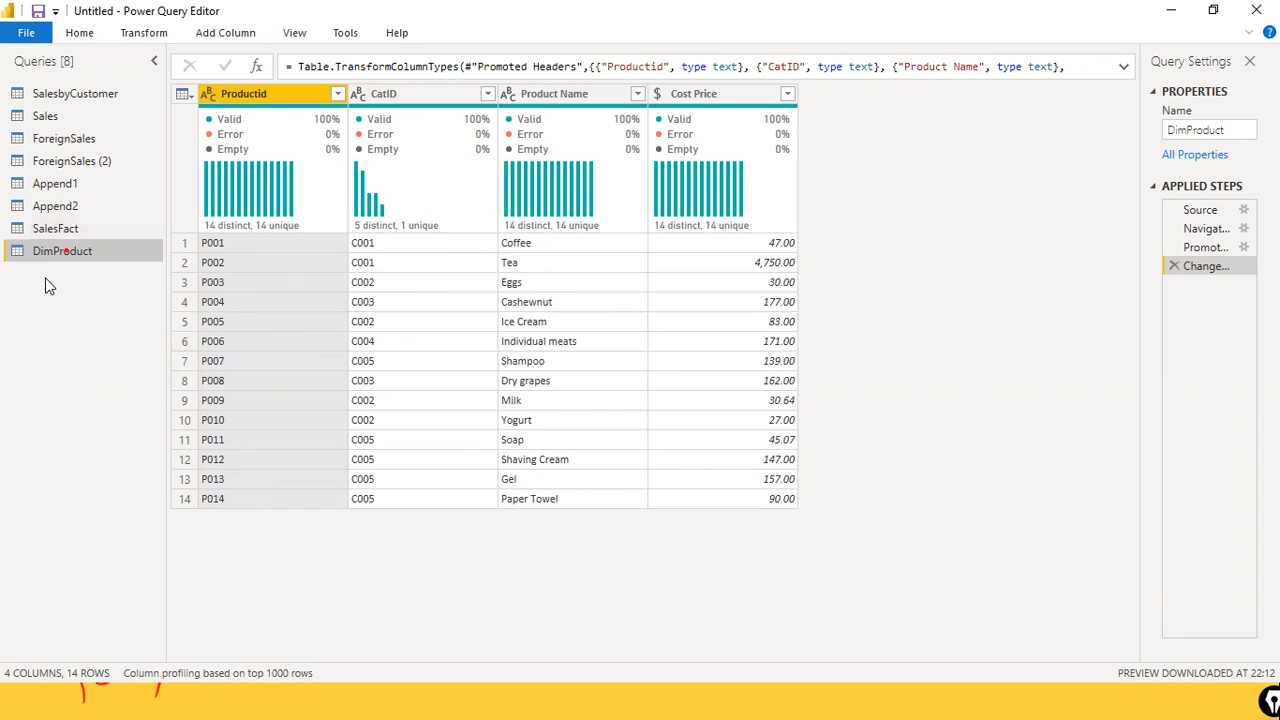 Untitled - Power Query Editor
File Home Transform Add Column View Tools Help
Queries [8]
SalesbyCustomer
Sales
ForeignSales
ForeignSales (2)
Append1
Append2
SalesFact
DimProduct
fx = Table.TransformColumnTypes(#"Promoted Headers",{{"Productid", type text}, {"CatID", type text}, {"Product Name", type text},
Productid CatID Product Name $ Cost Price
Valid 100% Valid 100% Valid 100% Valid 100%
Error 0% Error 0% Error 0% Error 0%
Empty 0% Empty 0% Empty 0% Empty 0%
14 distinct, 14 unique 5 distinct, 1 unique 14 distinct, 14 unique 14 distinct, 14 unique
1 P001 C001 Coffee 47.00
2 P002 C001 Tea 4,750.00
3 P003 C002 Eggs 30.00
4 P004 C003 Cashewnut 177.00
5 P005 C002 Ice Cream 83.00
6 P006 C004 Individual meats 171.00
7 P007 C005 Shampoo 139.00
8 P008 C003 Dry grapes 162.00
9 P009 C002 Milk 30.64
10 P010 C002 Yogurt 27.00
11 P011 C005 Soap 45.07
12 P012 C005 Shaving Cream 147.00
13 P013 C005 Gel 157.00
14 P014 C005 Paper Towel 90.00
Query Settings
PROPERTIES
Name
DimProduct
All Properties
APPLIED STEPS
Source
Navigat...
Promot...
Change...
4 COLUMNS, 14 ROWS Column profiling based on top 1000 rows PREVIEW DOWNLOADED AT 22:12